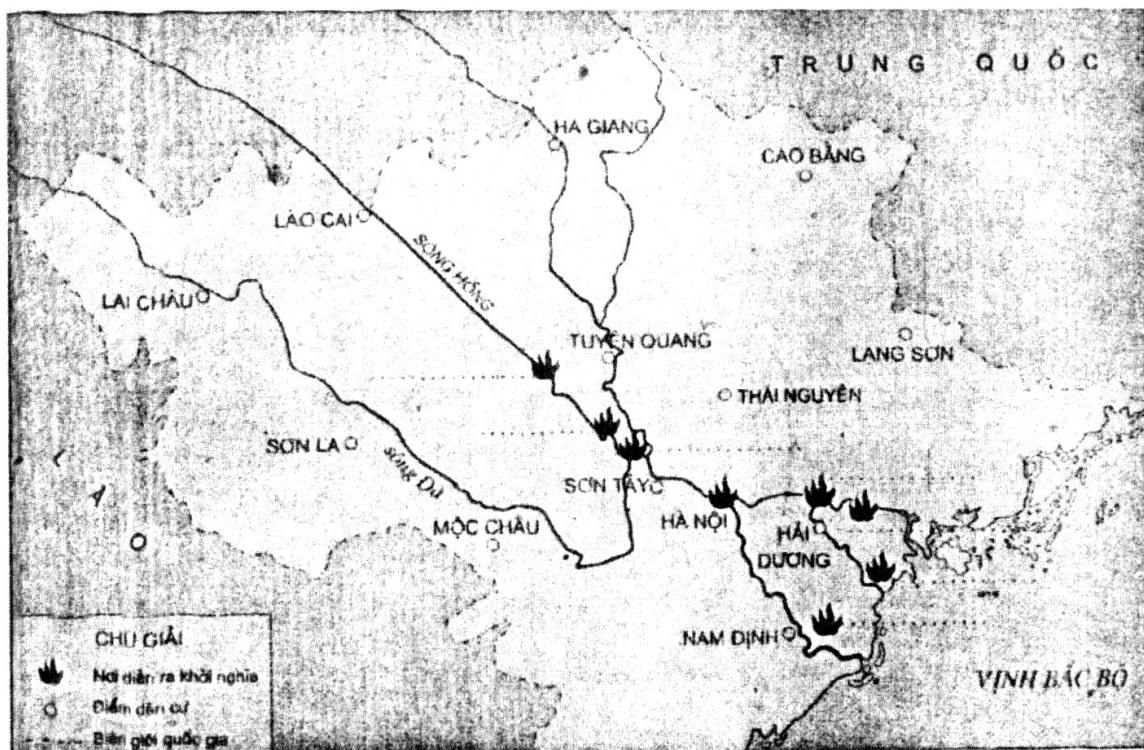 TRUNG QUỐC
HÀ GIANG
CAO BẰNG
LÀO CAI
SÔNG HỒNG
LAI CHÂU
TUYÊN QUANG
LẠNG SƠN
THÁI NGUYÊN
SƠN LA
sông Đà
SƠN TÂY
MỘC CHÂU
HÀ NỘI
HẢI
DƯƠNG
L
À
O
NAM ĐỊNH
VỊNH BẮC BỘ
CHÚ GIẢI
Nơi diễn ra khởi nghĩa
Điểm dân cư
Biên giới quốc gia